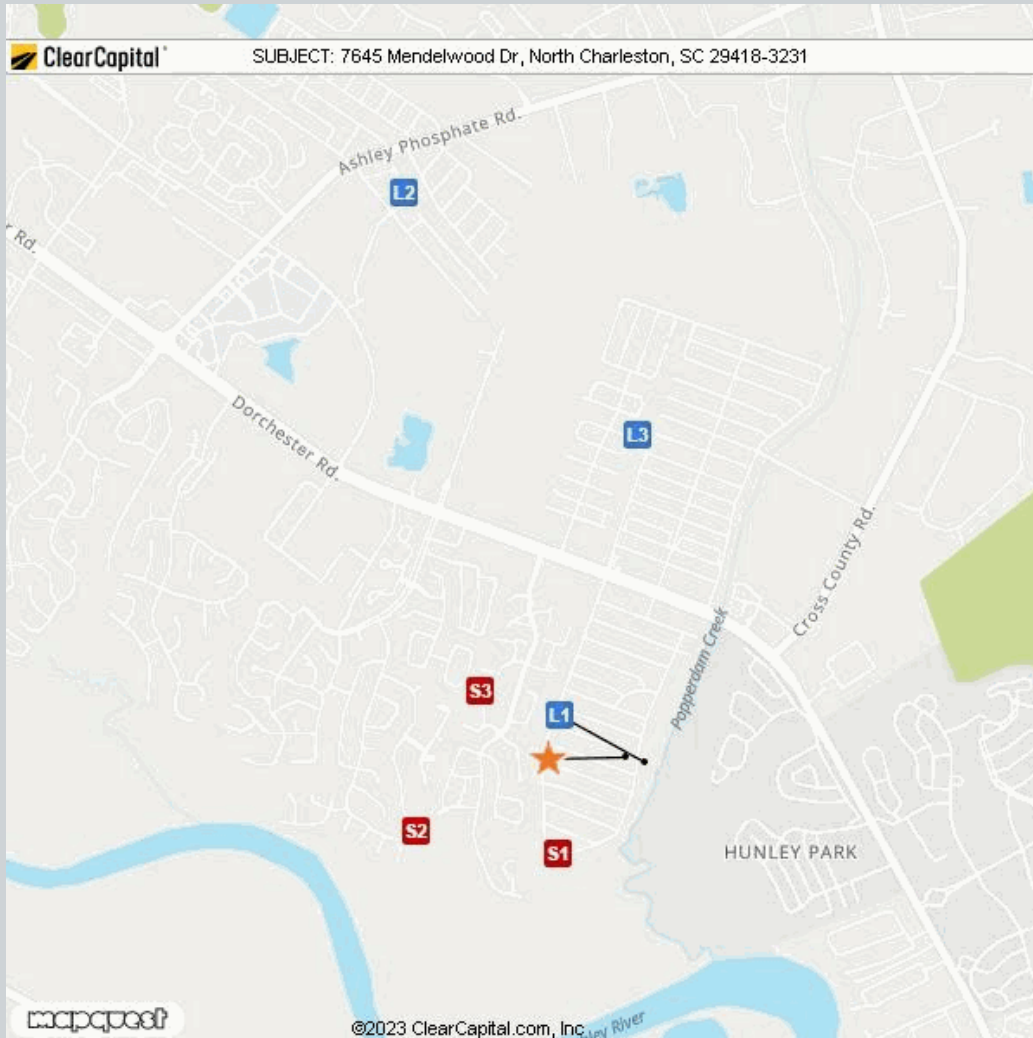 ClearCapital
SUBJECT: 7645 Mendelwood Dr, North Charleston, SC 29418-3231
Ashley Phosphate Rd.
L2
Rd.
L3
Dorchester Rd.
Cross County Rd.
Popperdam Creek
S3
L1
S2
S1
HUNLEY PARK
mapquest
©2023 ClearCapital.com, Inc
ley River